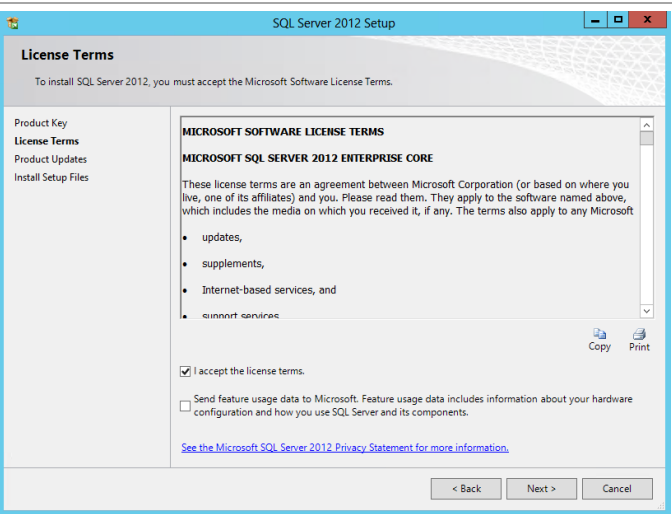 SQL Server 2012 Setup
License Terms
To install SQL Server 2012, you must accept the Microsoft Software License Terms.
Product Key
License Terms
Product Updates
Install Setup Files
MICROSOFT SOFTWARE LICENSE TERMS
MICROSOFT SQL SERVER 2012 ENTERPRISE CORE
These license terms are an agreement between Microsoft Corporation (or based on where you
live, one of its affiliates) and you. Please read them. They apply to the software named above,
which includes the media on which you received it, if any. The terms also apply to any Microsoft
• updates,
• supplements,
• Internet-based services, and
• support services
Copy Print
I accept the license terms.
Send feature usage data to Microsoft. Feature usage data includes information about your hardware
configuration and how you use SQL Server and its components.
See the Microsoft SQL Server 2012 Privacy Statement for more information.
< Back Next > Cancel